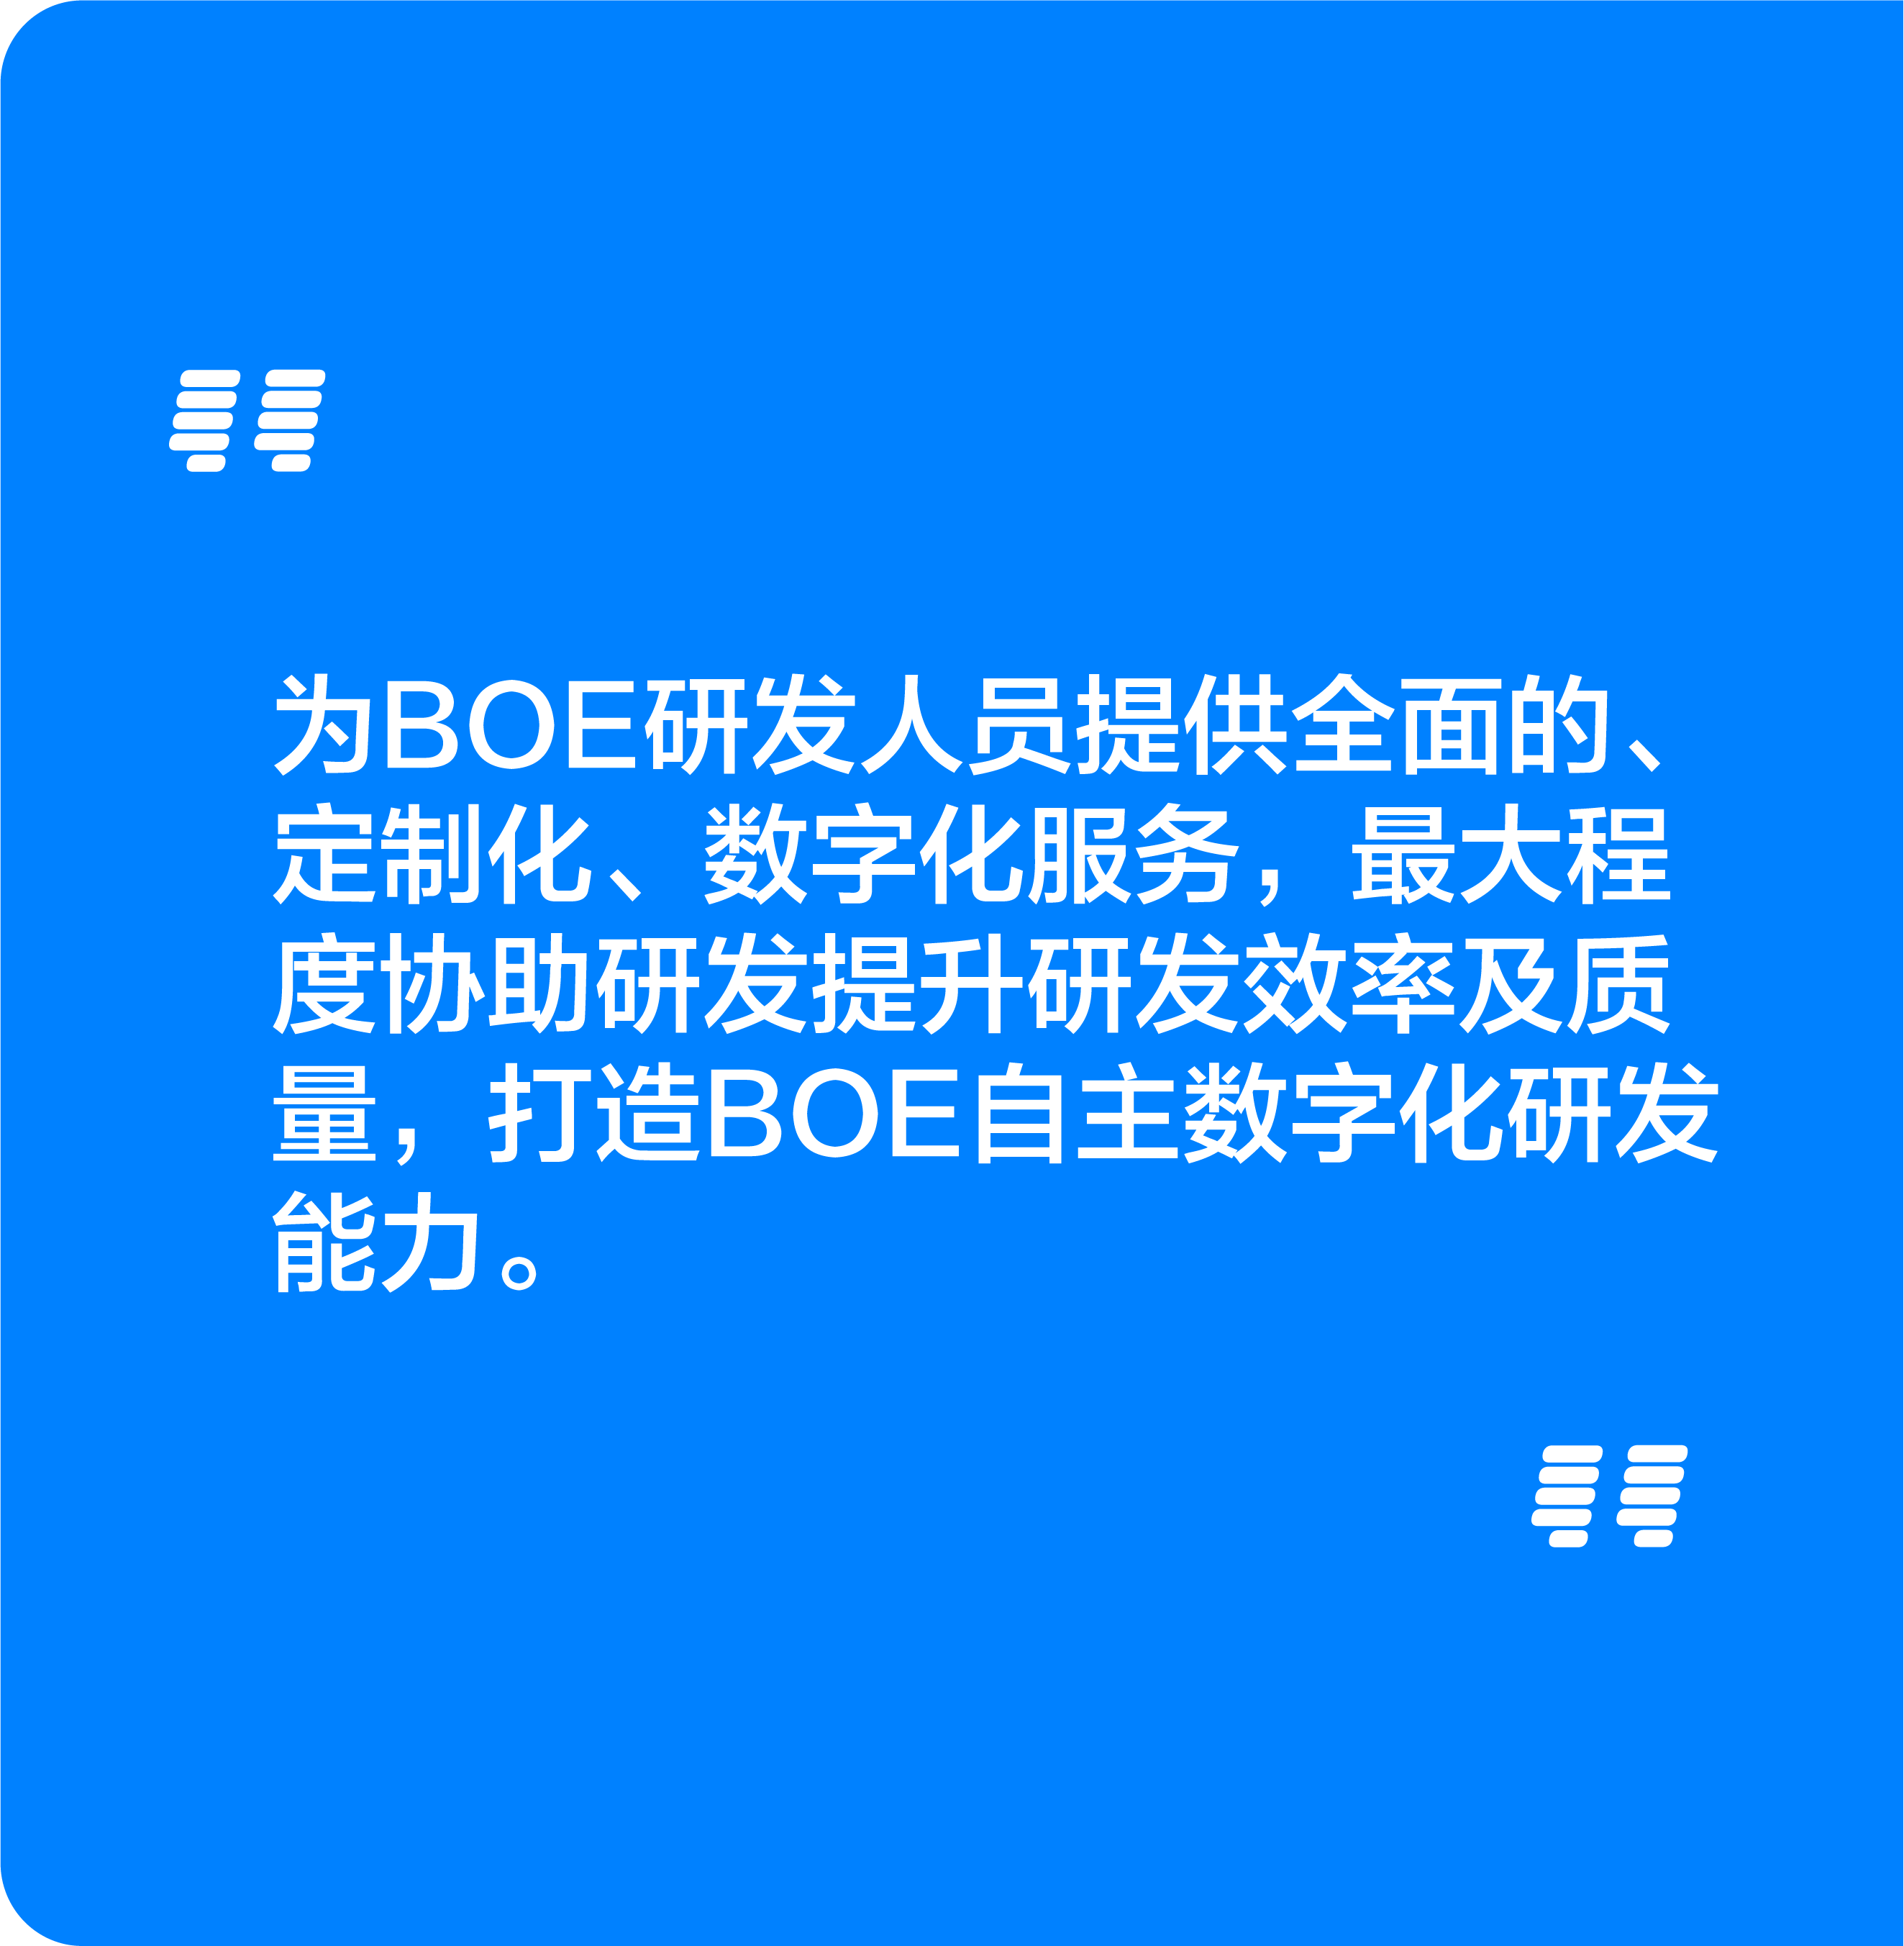 为BOE研发人员提供全面的、
定制化、数字化服务，最大程
度协助研发提升研发效率及质
量，打造BOE自主数字化研发
能力。